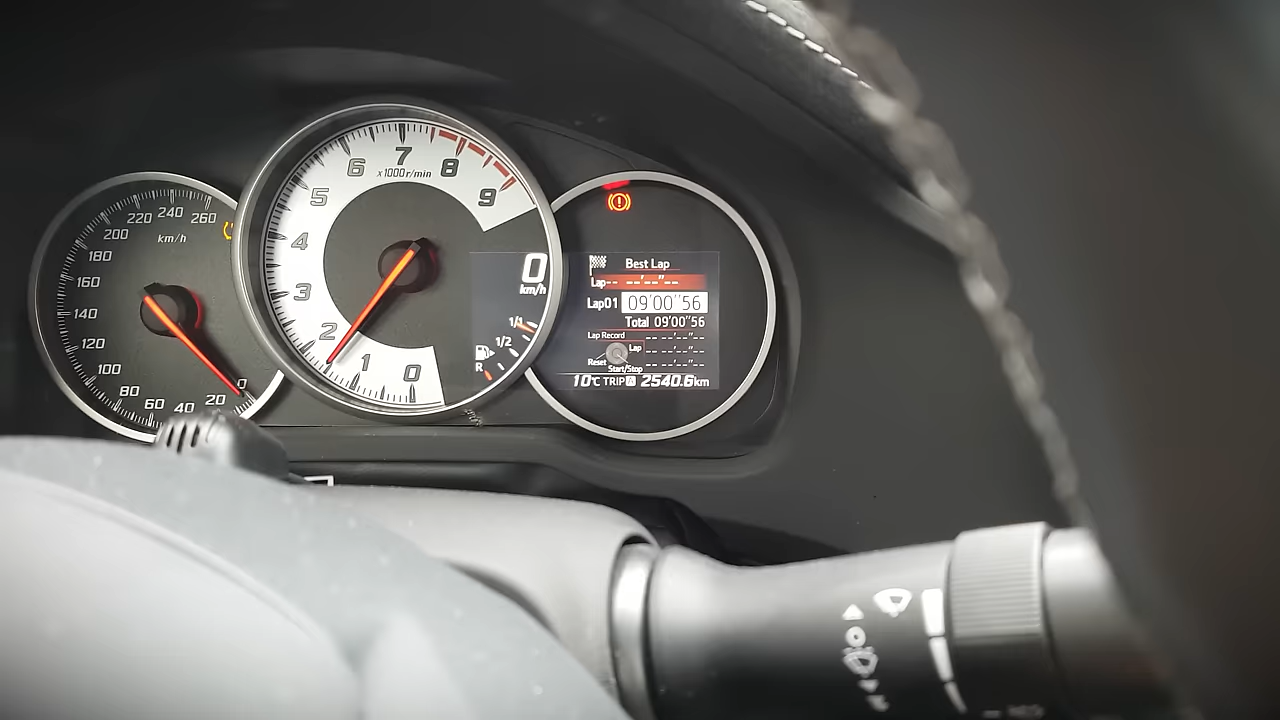 0
20
40
60
80
100
120
140
160
180
200
220
240
260
km/h
0
1
2
3
4
5
6
7
8
9
x1000r/min
0
km/h
1/1
1/2
R
Best Lap
Lap-- --'--"--
Lap01 09'00"56
Total 09'00"56
Lap Record
Lap
Reset
Start/Stop
--'--"--
--'--"--
--'--"--
10°C TRIP A 2540.6km